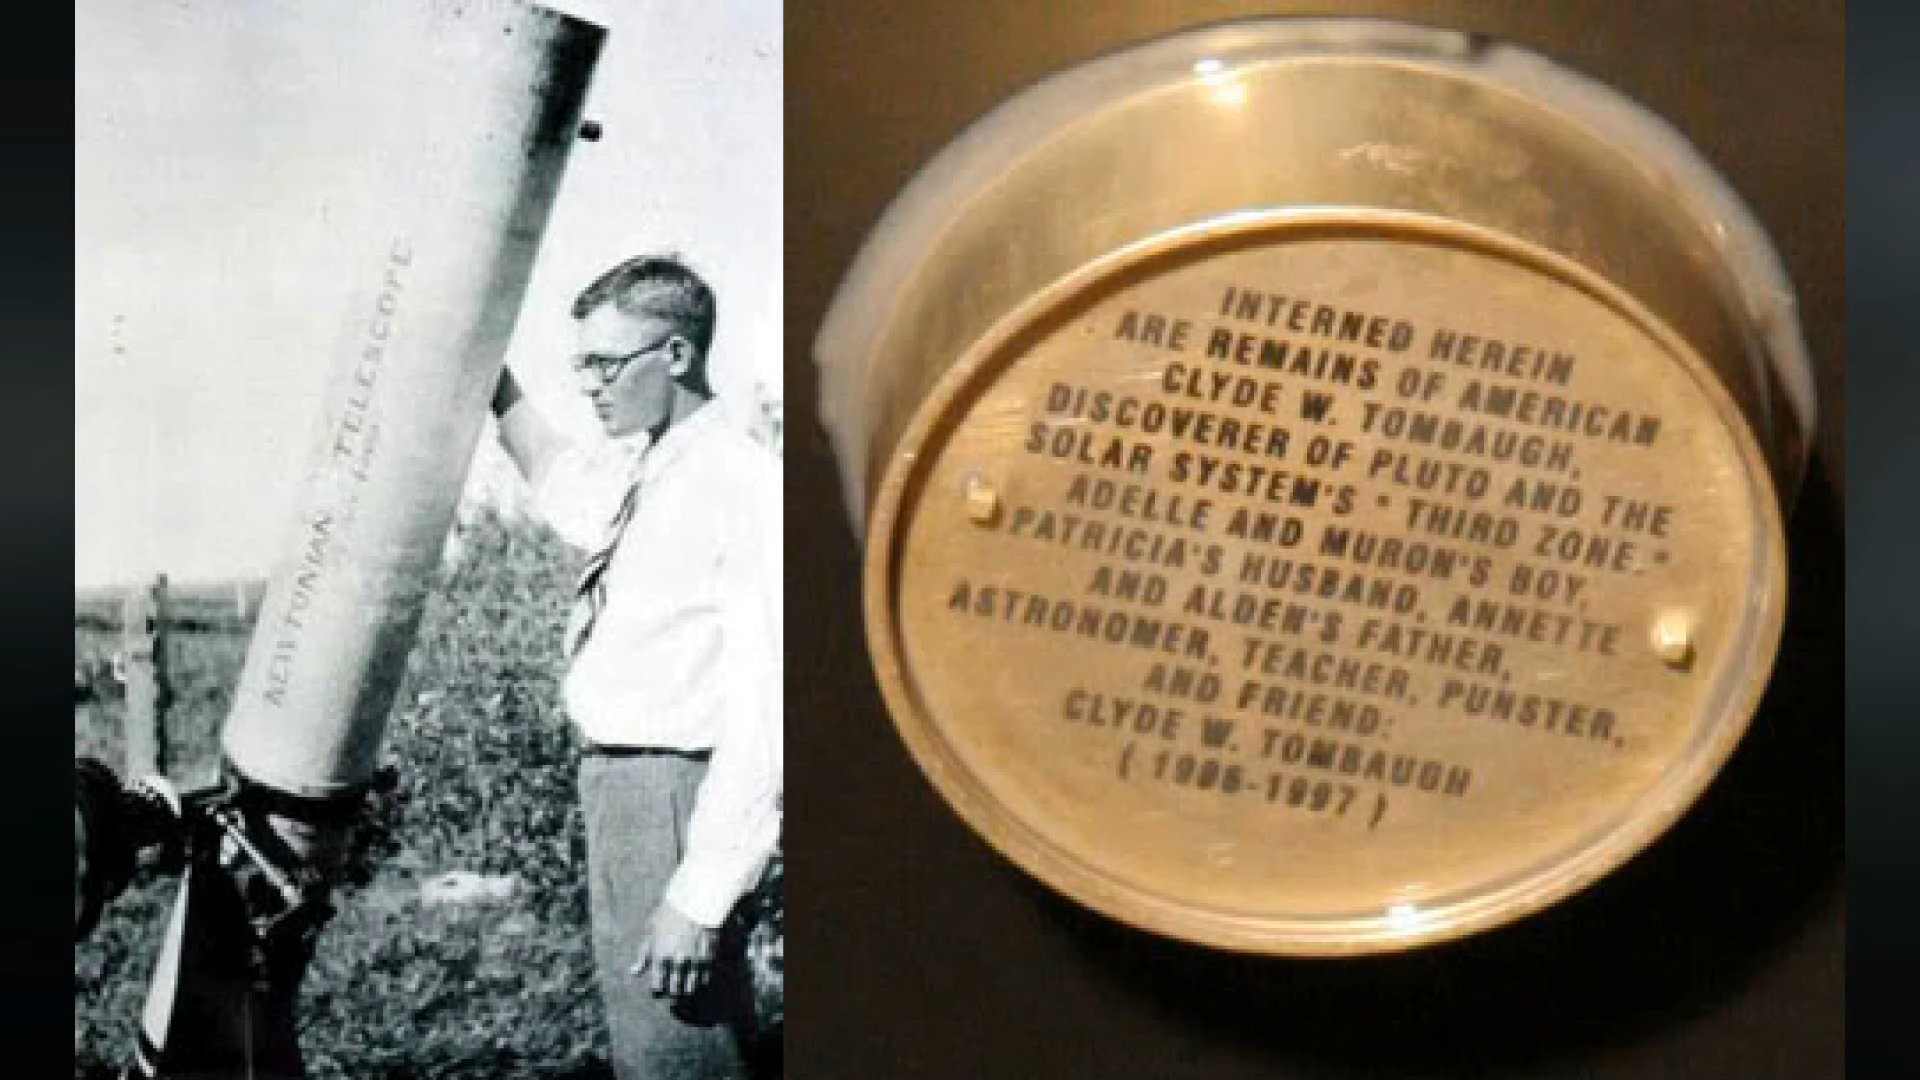 NEWTONIAN TELESCOPE
INTERNED HEREIN
ARE REMAINS OF AMERICAN
CLYDE W. TOMBAUGH,
DISCOVERER OF PLUTO AND THE
SOLAR SYSTEM'S "THIRD ZONE."
ADELLE AND MURON'S BOY,
PATRICIA'S HUSBAND, ANNETTE
AND ALDEN'S FATHER,
ASTRONOMER, TEACHER, PUNSTER,
AND FRIEND:
CLYDE W. TOMBAUGH
(1906-1997)